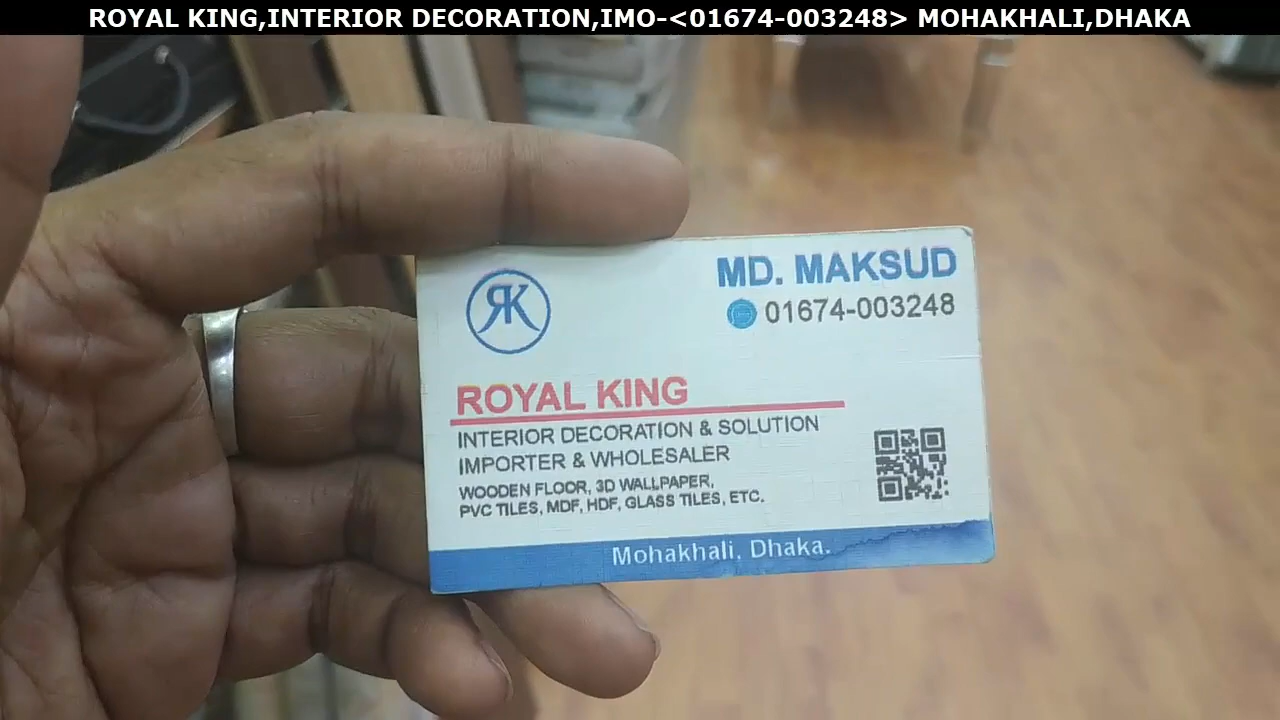 ROYAL KING,INTERIOR DECORATION,IMO-<01674-003248> MOHAKHALI,DHAKA
RK
MD. MAKSUD
01674-003248
ROYAL KING
INTERIOR DECORATION & SOLUTION
IMPORTER & WHOLESALER
WOODEN FLOOR, 3D WALLPAPER,
PVC TILES, MDF, HDF, GLASS TILES, ETC.
Mohakhali, Dhaka.